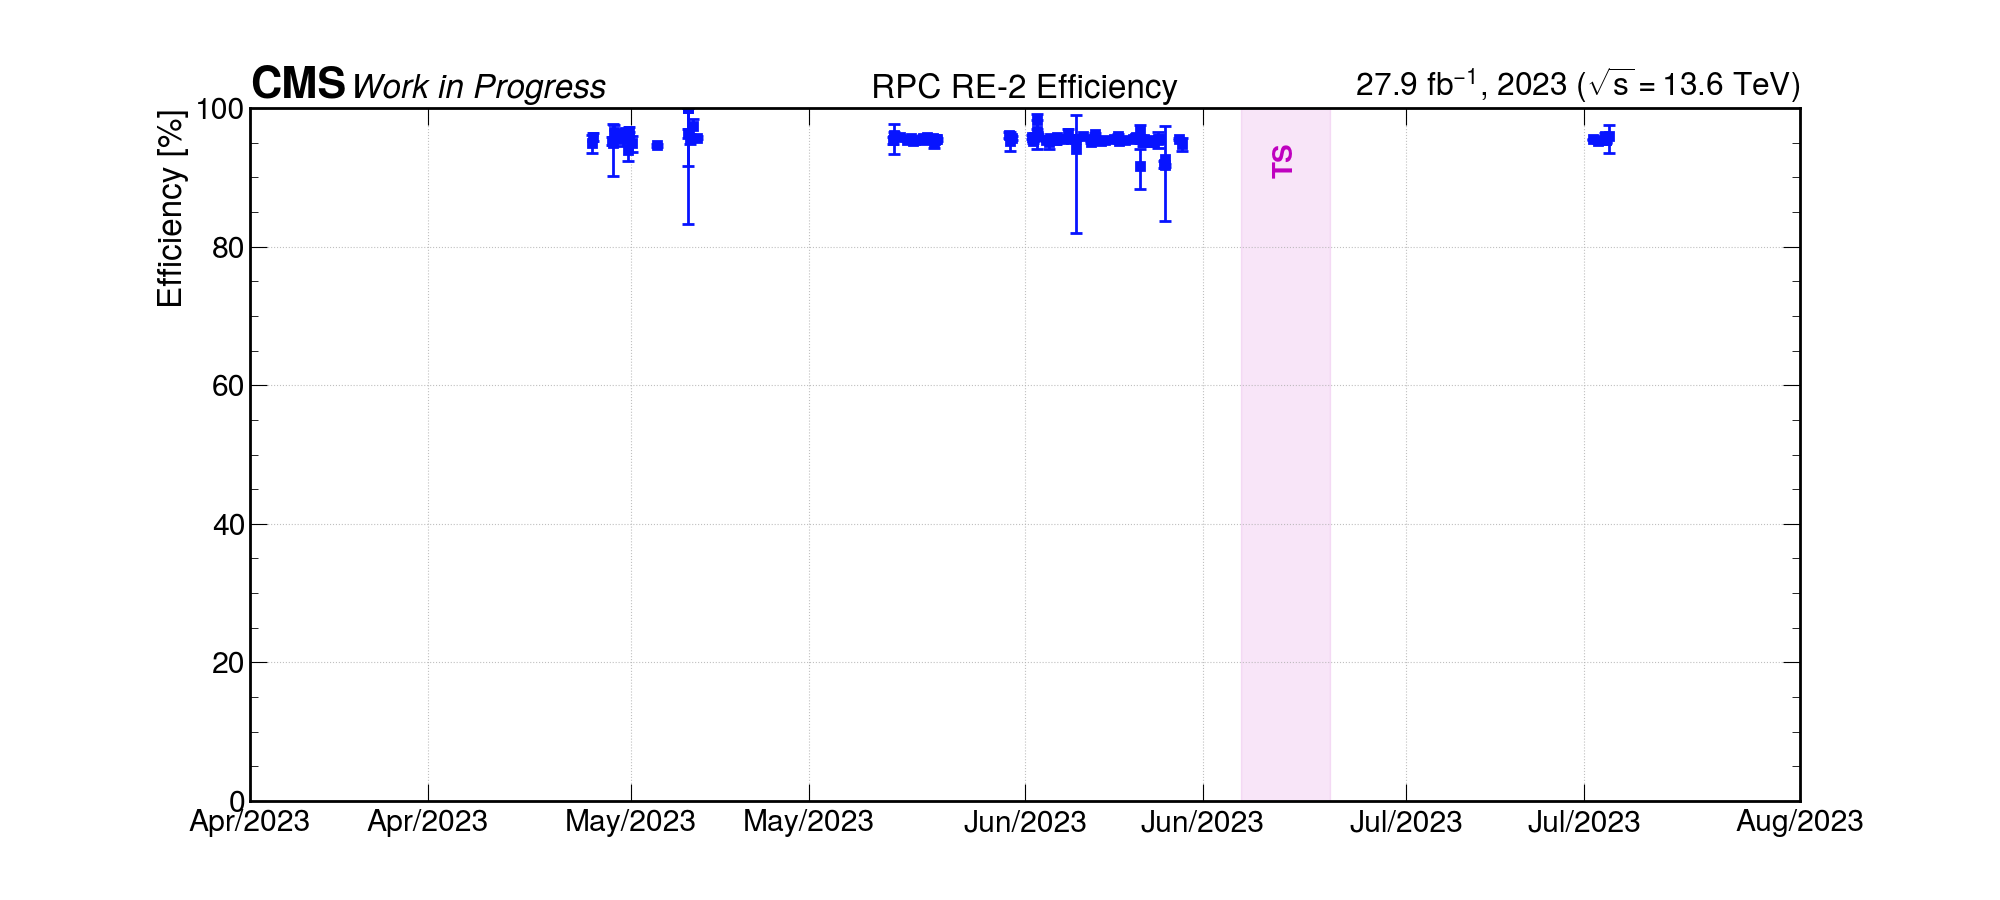 CMS Work in Progress RPC RE-2 Efficiency 27.9 fb⁻¹, 2023 (√s = 13.6 TeV)
Efficiency [%]
100
80
60
40
20
0
TS
Apr/2023 Apr/2023 May/2023 May/2023 Jun/2023 Jun/2023 Jul/2023 Jul/2023 Aug/2023